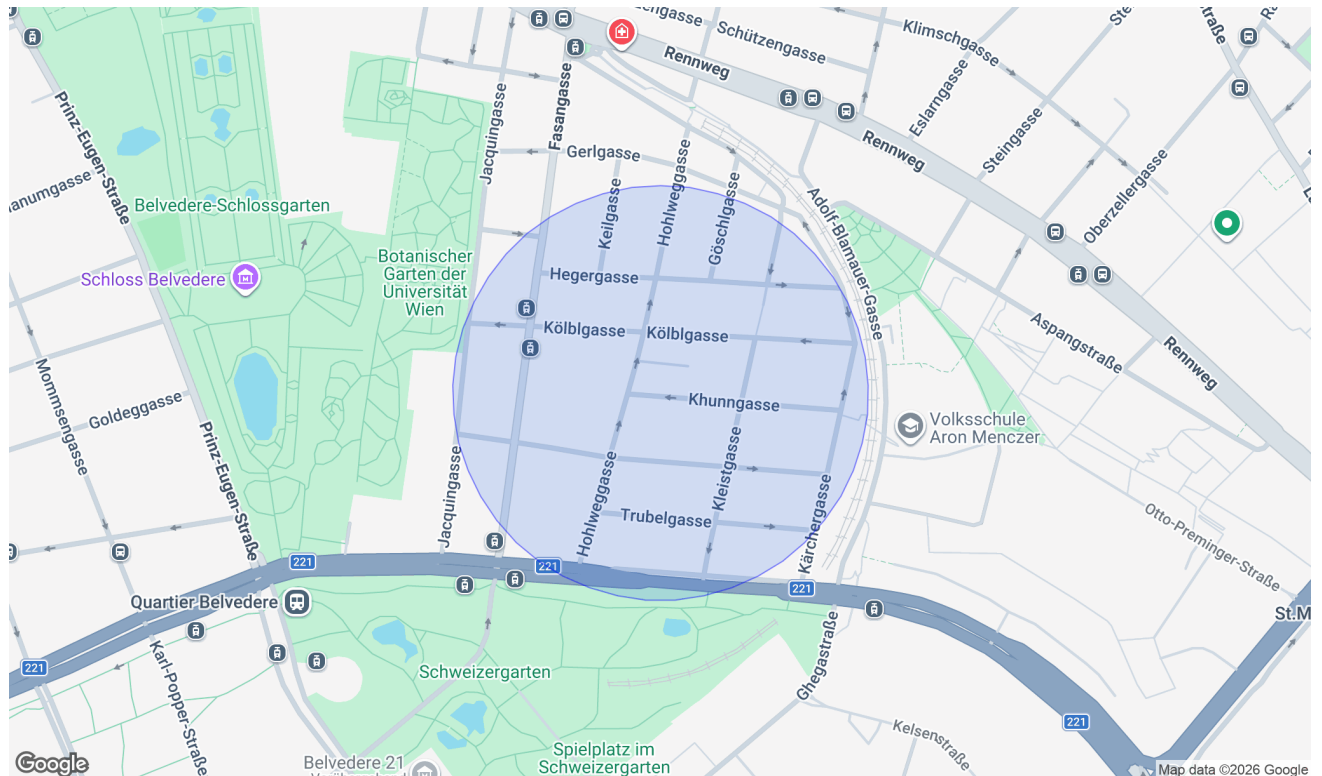 Schützengasse
Klimschgasse
Rennweg
Prinz-Eugen-Straße
Jacquingasse
Fasangasse
Eslarngasse
Steingasse
Gerlgasse
Rennweg
Oberzellergasse
Belvedere-Schlossgarten
Keilgasse
Hohlweggasse
Göschlgasse
Adolf-Blamauer-Gasse
Schloss Belvedere
Botanischer
Garten der
Universität
Wien
Hegergasse
Kölblgasse
Kölblgasse
Aspangstraße
Rennweg
Mommsengasse
Goldeggasse
Khunngasse
Volksschule
Aron Menczer
Prinz-Eugen-Straße
Jacquingasse
Hohlweggasse
Kleistgasse
Kärchergasse
Trubelgasse
Otto-Preminger-Straße
221
221
221
Quartier Belvedere
St.M
221
Karl-Popper-Straße
Schweizergarten
Ghegastraße
221
Kelsenstraße
Belvedere 21
Spielplatz im
Schweizergarten
Google
Map data ©2026 Google